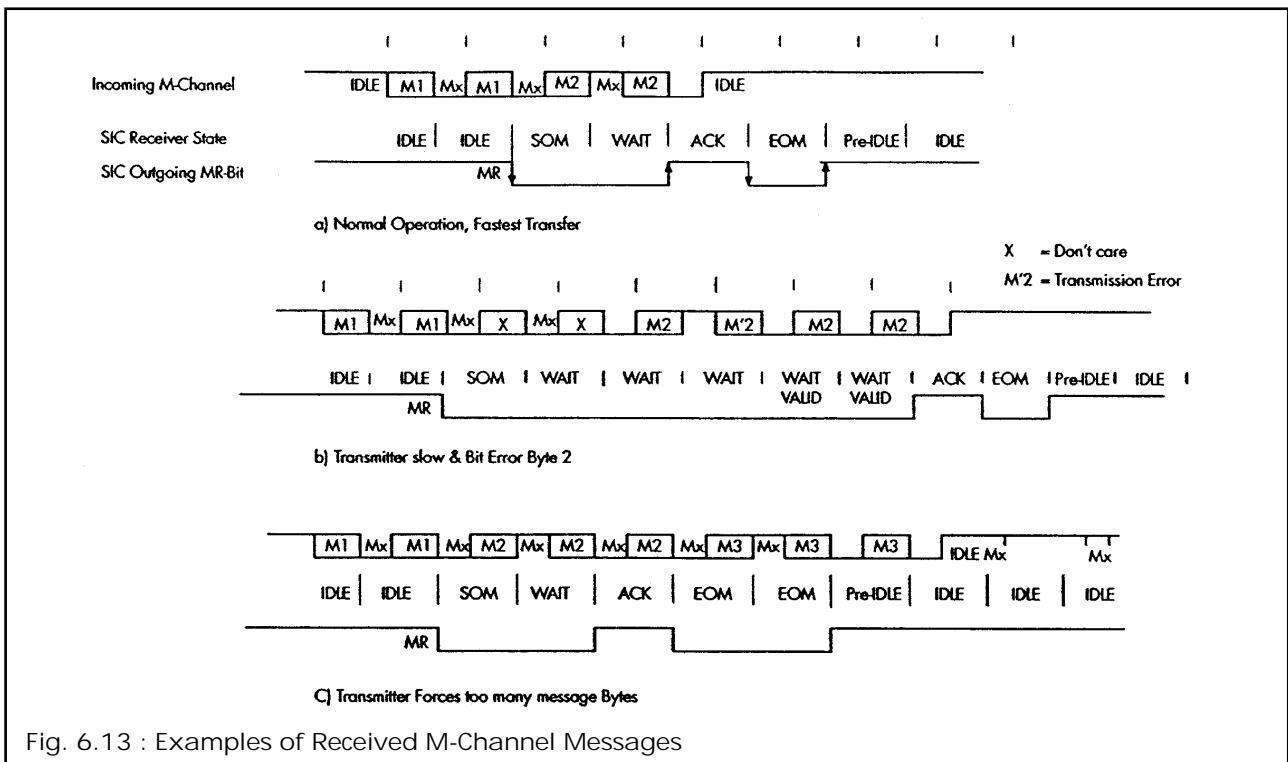 Incoming M-Channel IDLE M1 Mx M1 Mx M2 Mx M2 IDLE
SIC Receiver State IDLE IDLE SOM WAIT ACK EOM Pre-IDLE IDLE
SIC Outgoing MR-Bit MR
a) Normal Operation, Fastest Transfer
X = Don't care
M'2 = Transmission Error
M1 Mx M1 Mx X Mx X M2 M'2 M2 M2
IDLE IDLE SOM WAIT WAIT WAIT WAIT WAIT ACK EOM Pre-IDLE IDLE
VALID VALID
MR
b) Transmitter slow & Bit Error Byte 2
M1 Mx M1 Mx M2 Mx M2 Mx M2 Mx M3 Mx M3 M3 IDLE Mx Mx
IDLE IDLE SOM WAIT ACK EOM EOM Pre-IDLE IDLE IDLE IDLE
MR
C) Transmitter Forces too many message Bytes
Fig. 6.13 : Examples of Received M-Channel Messages